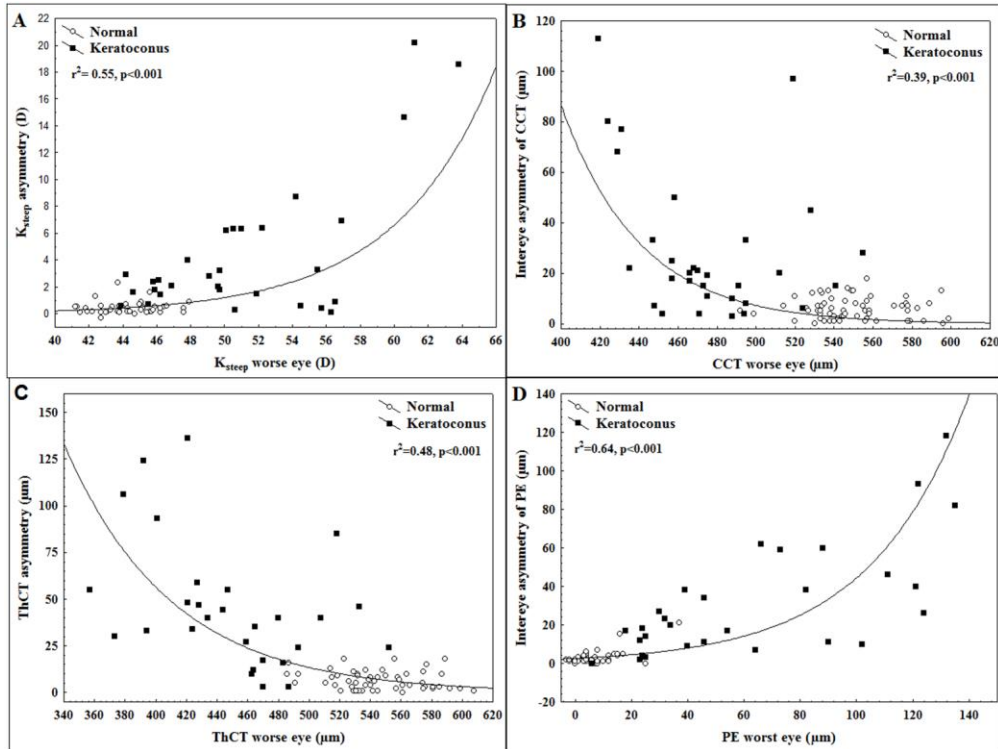 A
Normal
Keratoconus
r²= 0.55, p<0.001
Ksteep asymmetry (D)
22
20
18
16
14
12
10
8
6
4
2
0
40 42 44 46 48 50 52 54 56 58 60 62 64 66
Ksteep worse eye (D)
B
Normal
Keratoconus
r²=0.39, p<0.001
Intereye asymmetry of CCT (µm)
120
100
80
60
40
20
0
400 420 440 460 480 500 520 540 560 580 600 620
CCT worse eye (µm)
C
Normal
Keratoconus
r²=0.48, p<0.001
ThCT asymmetry (µm)
150
125
100
75
50
25
0
340 360 380 400 420 440 460 480 500 520 540 560 580 600 620
ThCT worse eye (µm)
D
Normal
Keratoconus
r²=0.64, p<0.001
Intereye asymmetry of PE (µm)
140
120
100
80
60
40
20
0
-20
0 20 40 60 80 100 120 140
PE worst eye (µm)